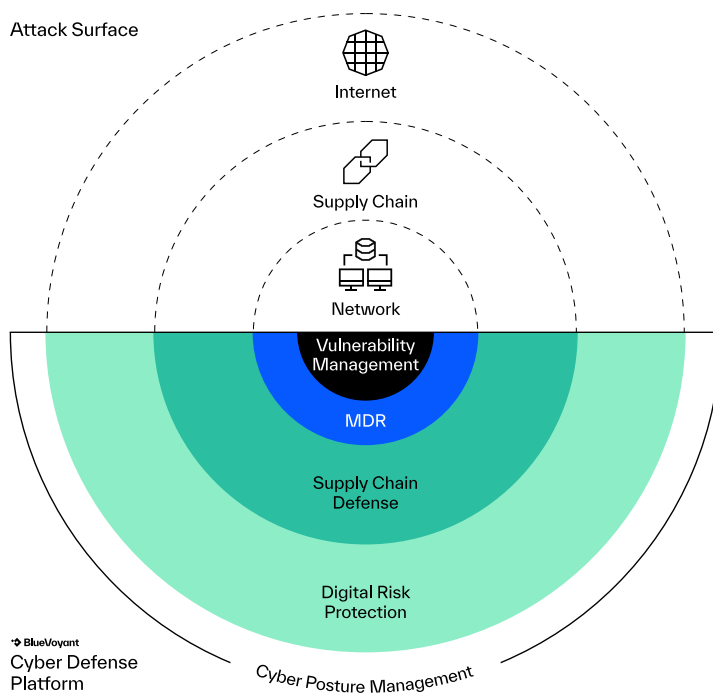 Attack Surface
Internet
Supply Chain
Network
Vulnerability
Management
MDR
Supply Chain
Defense
Digital Risk
Protection
BlueVoyant
Cyber Defense
Platform
Cyber Posture Management